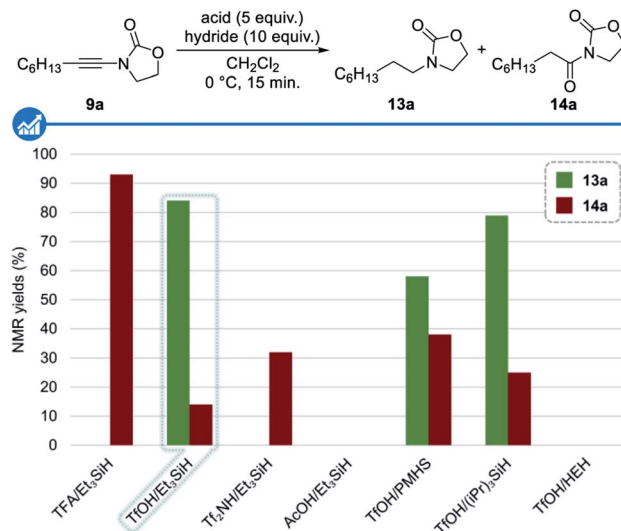 acid (5 equiv.)
hydride (10 equiv.)
CH₂Cl₂
0 °C, 15 min.
C₆H₁₃
N
O
O
9a
C₆H₁₃
N
O
O
13a
+
C₆H₁₃
O
N
O
O
14a
NMR yields (%)
100
90
80
70
60
50
40
30
20
10
0
13a
14a
TFA/Et₃SiH
TfOH/Et₃SiH
Tf₂NH/Et₃SiH
AcOH/Et₃SiH
TfOH/PMHS
TfOH/(iPr)₃SiH
TfOH/HEH